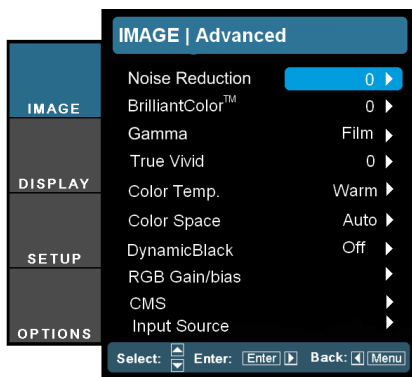 IMAGE | Advanced
Noise Reduction 0
BrilliantColor™ 0
Gamma Film
True Vivid 0
Color Temp. Warm
Color Space Auto
DynamicBlack Off
RGB Gain/bias
CMS
Input Source
IMAGE
DISPLAY
SETUP
OPTIONS
Select: Enter: Enter Back: Menu